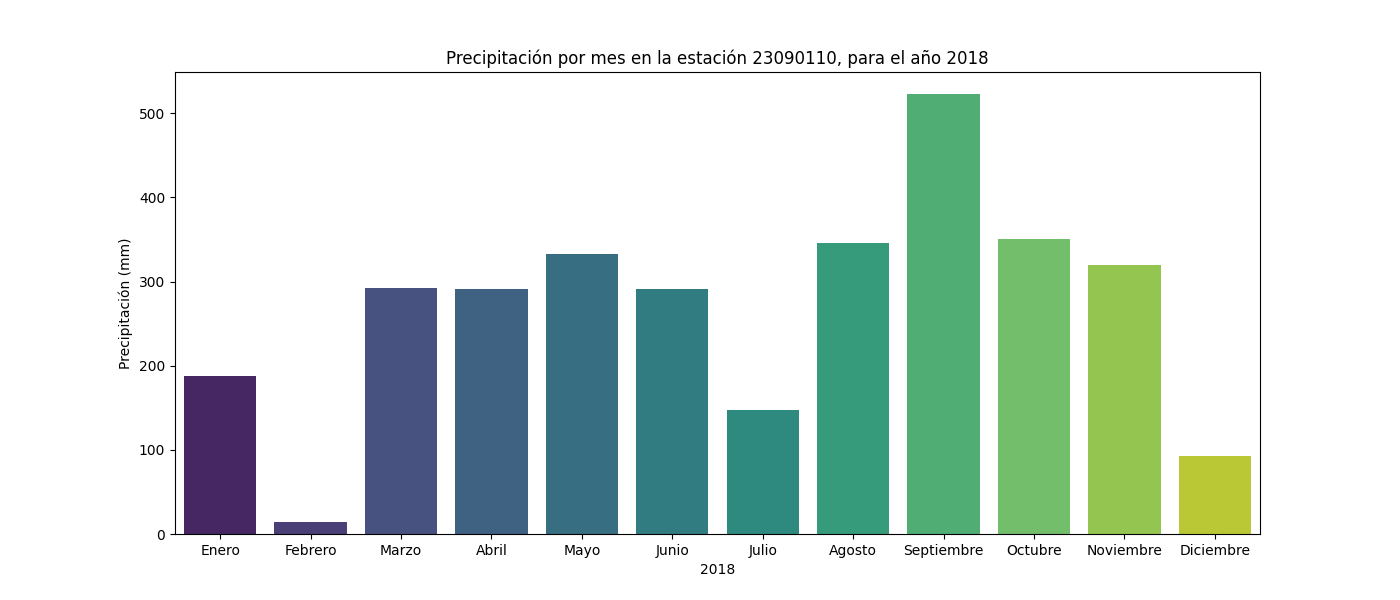 Precipitación por mes en la estación 23090110, para el año 2018
Precipitación (mm)
500
400
300
200
100
0
Enero Febrero Marzo Abril Mayo Junio Julio Agosto Septiembre Octubre Noviembre Diciembre
2018